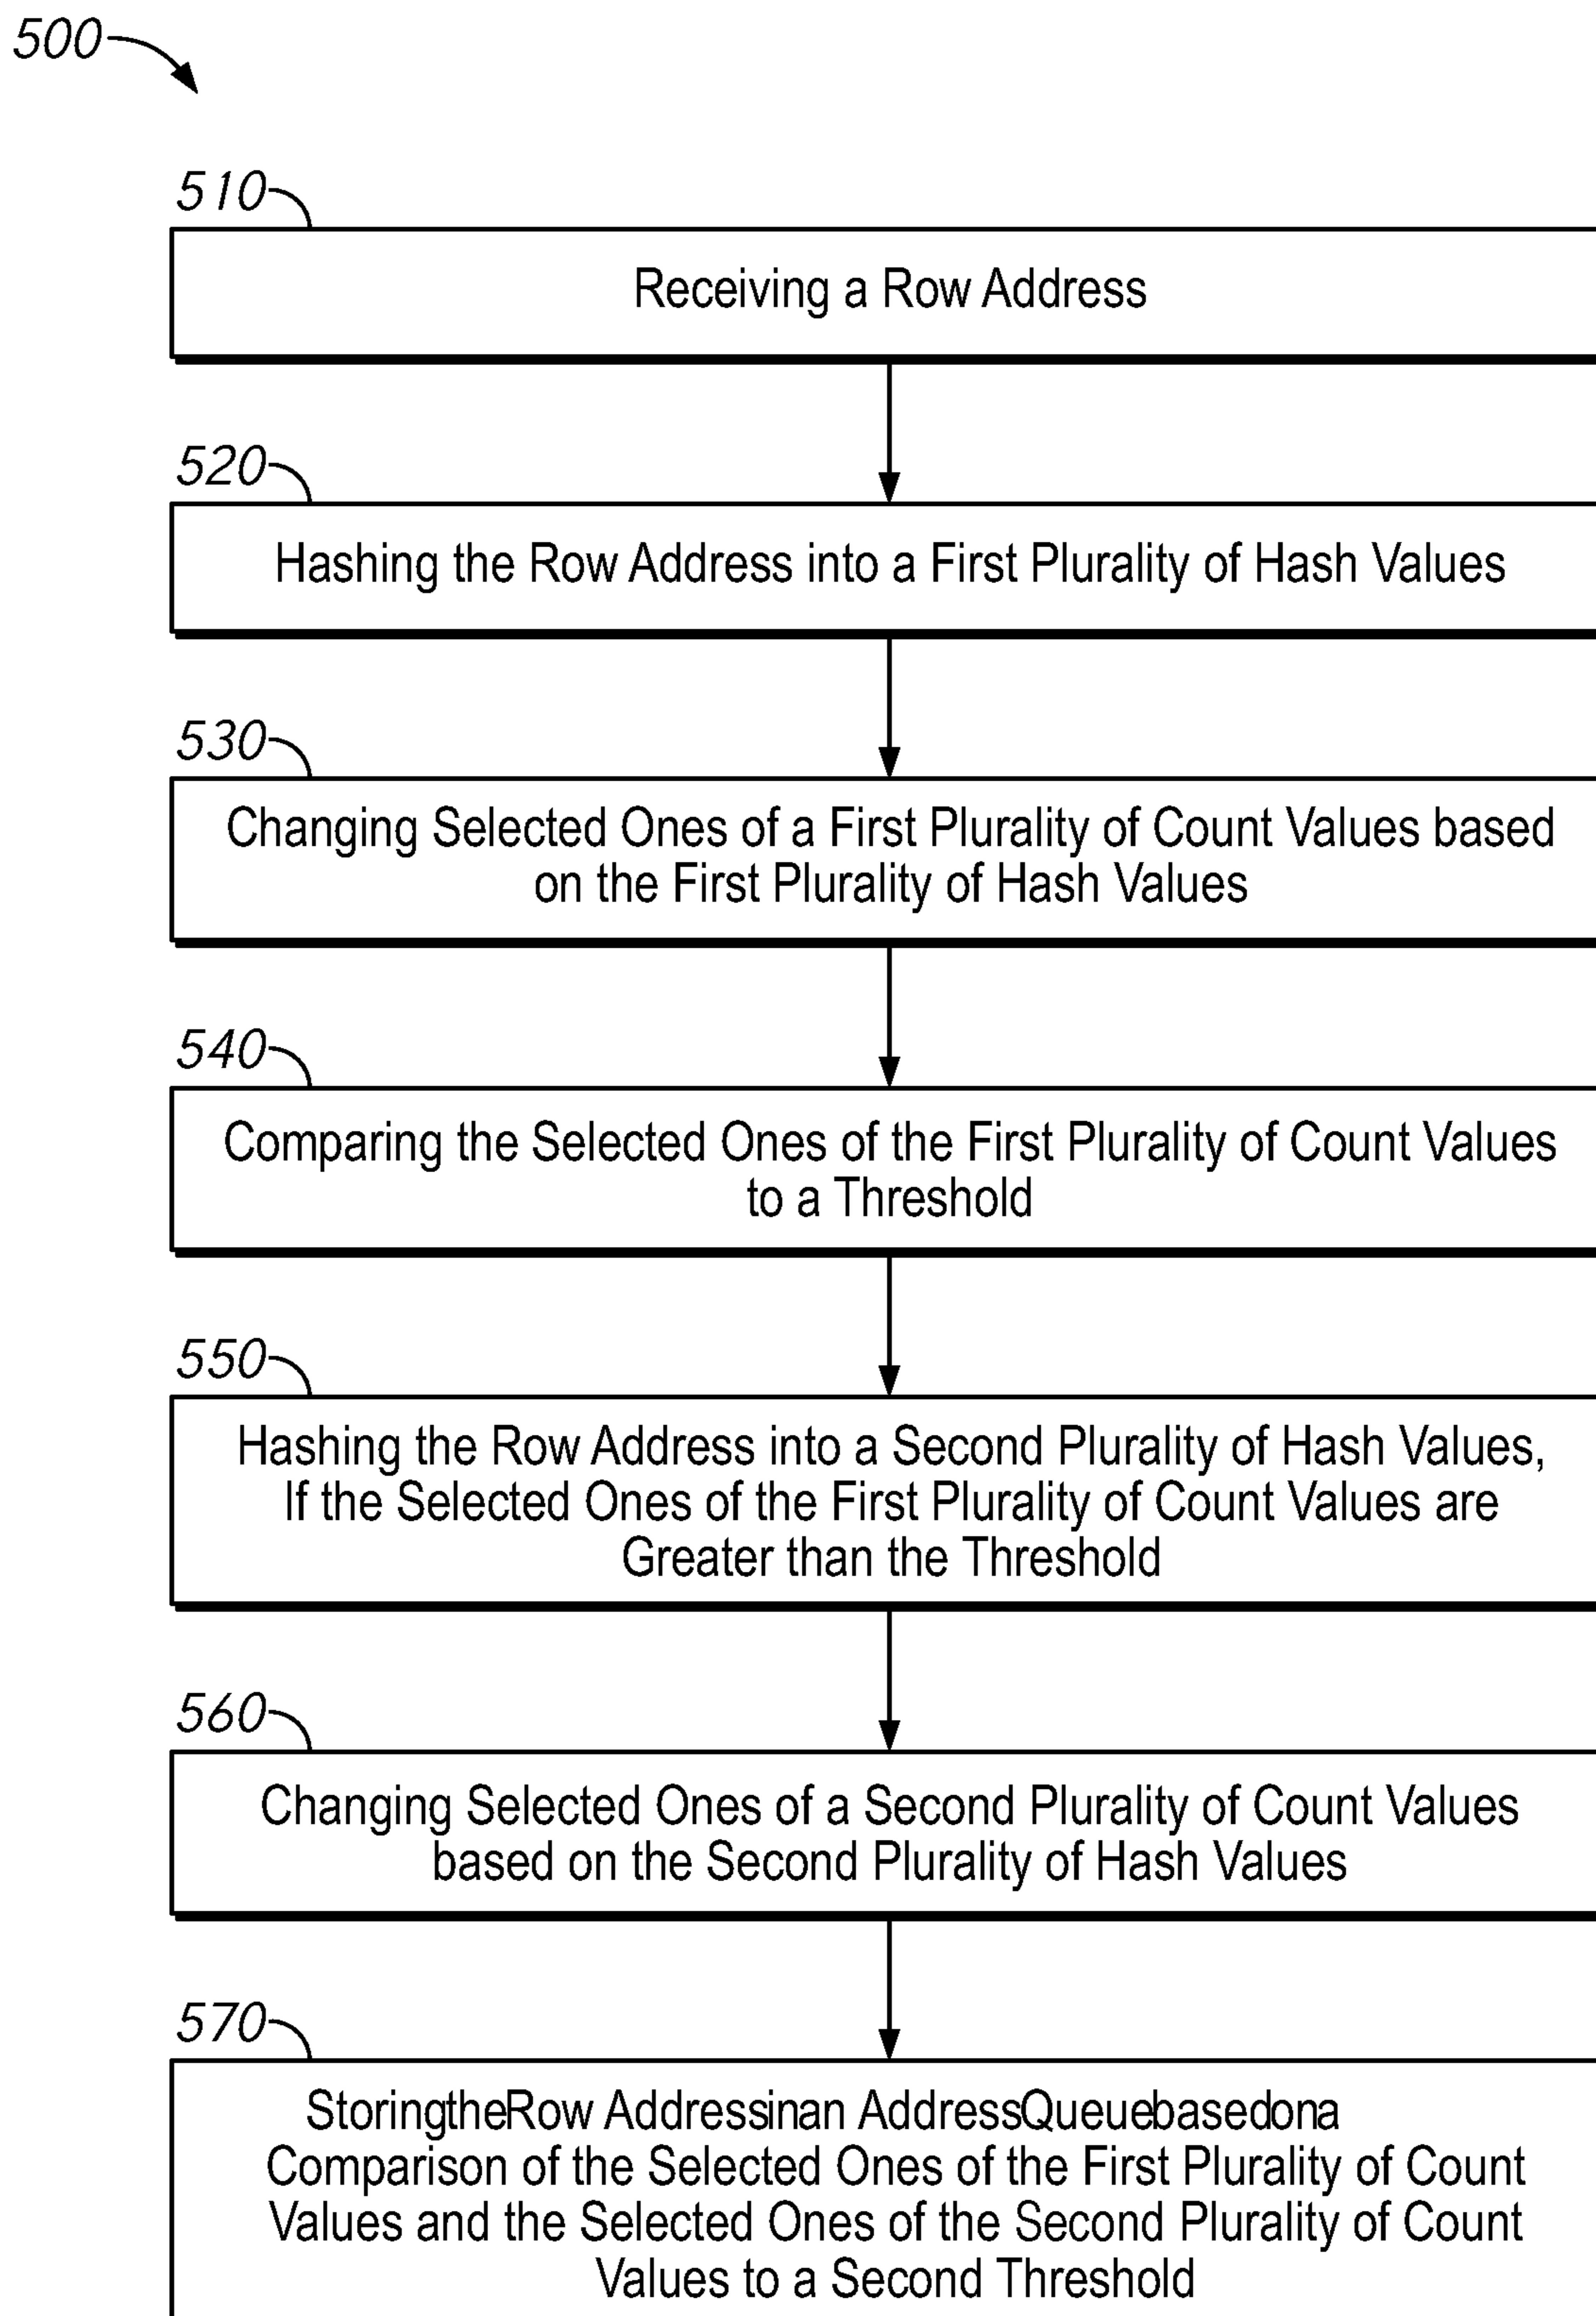 500
510
Receiving a Row Address
520
Hashing the Row Address into a First Plurality of Hash Values
530
Changing Selected Ones of a First Plurality of Count Values based
on the First Plurality of Hash Values
540
Comparing the Selected Ones of the First Plurality of Count Values
to a Threshold
550
Hashing the Row Address into a Second Plurality of Hash Values,
If the Selected Ones of the First Plurality of Count Values are
Greater than the Threshold
560
Changing Selected Ones of a Second Plurality of Count Values
based on the Second Plurality of Hash Values
570
StoringtheRow Addressinan AddressQueuebasedona
Comparison of the Selected Ones of the First Plurality of Count
Values and the Selected Ones of the Second Plurality of Count
Values to a Second Threshold